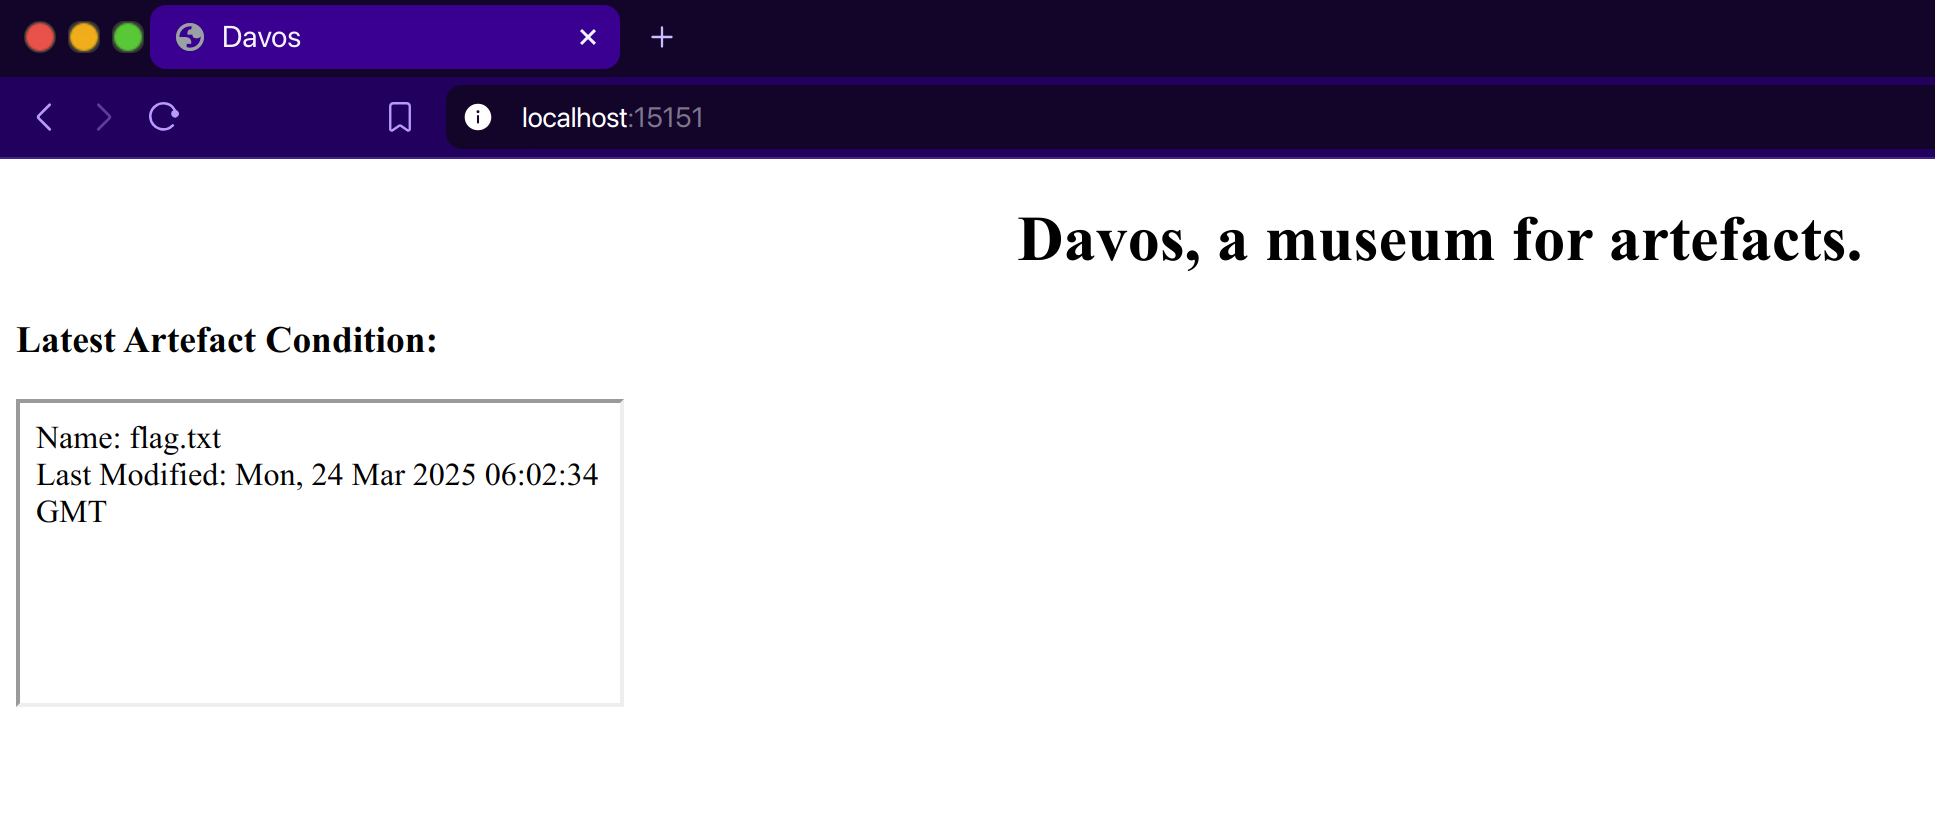 Davos
localhost:15151
Davos, a museum for artefacts.
Latest Artefact Condition:
Name: flag.txt
Last Modified: Mon, 24 Mar 2025 06:02:34
GMT